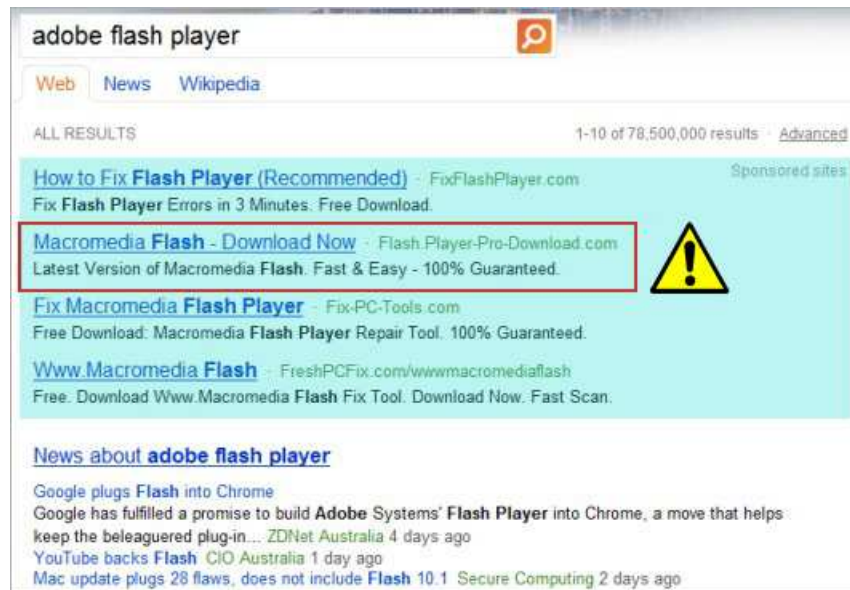 adobe flash player
Web News Wikipedia
ALL RESULTS 1-10 of 78,500,000 results · Advanced
How to Fix Flash Player (Recommended) · FixFlashPlayer.com Sponsored sites
Fix Flash Player Errors in 3 Minutes. Free Download.
Macromedia Flash - Download Now · Flash.Player-Pro-Download.com
Latest Version of Macromedia Flash. Fast & Easy - 100% Guaranteed.
Fix Macromedia Flash Player · Fix-PC-Tools.com
Free Download: Macromedia Flash Player Repair Tool. 100% Guaranteed.
Www.Macromedia Flash · FreshPCFix.com/wwwmacromediaflash
Free. Download Www.Macromedia Flash Fix Tool. Download Now. Fast Scan.
News about adobe flash player
Google plugs Flash into Chrome
Google has fulfilled a promise to build Adobe Systems' Flash Player into Chrome, a move that helps
keep the beleaguered plug-in... ZDNet Australia 4 days ago
YouTube backs Flash CIO Australia 1 day ago
Mac update plugs 28 flaws, does not include Flash 10.1 Secure Computing 2 days ago